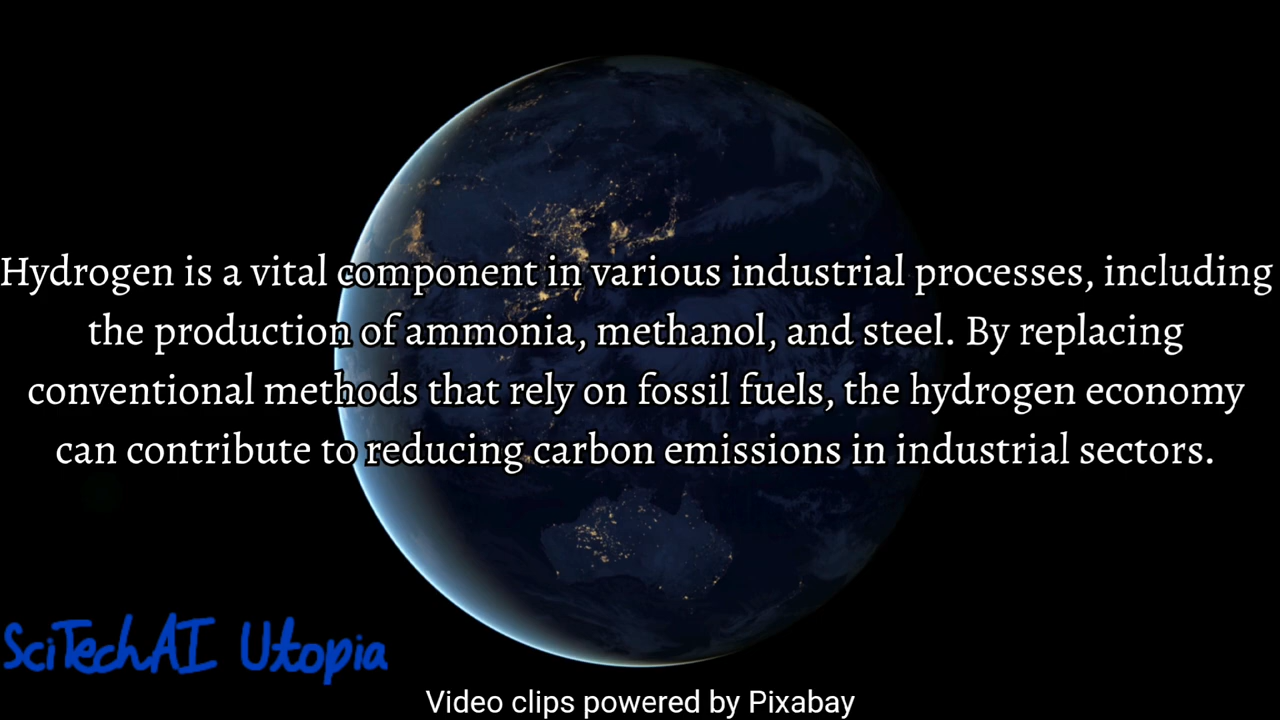 Hydrogen is a vital component in various industrial processes, including
the production of ammonia, methanol, and steel. By replacing
conventional methods that rely on fossil fuels, the hydrogen economy
can contribute to reducing carbon emissions in industrial sectors.
SciTechAI Utopia
Video clips powered by Pixabay